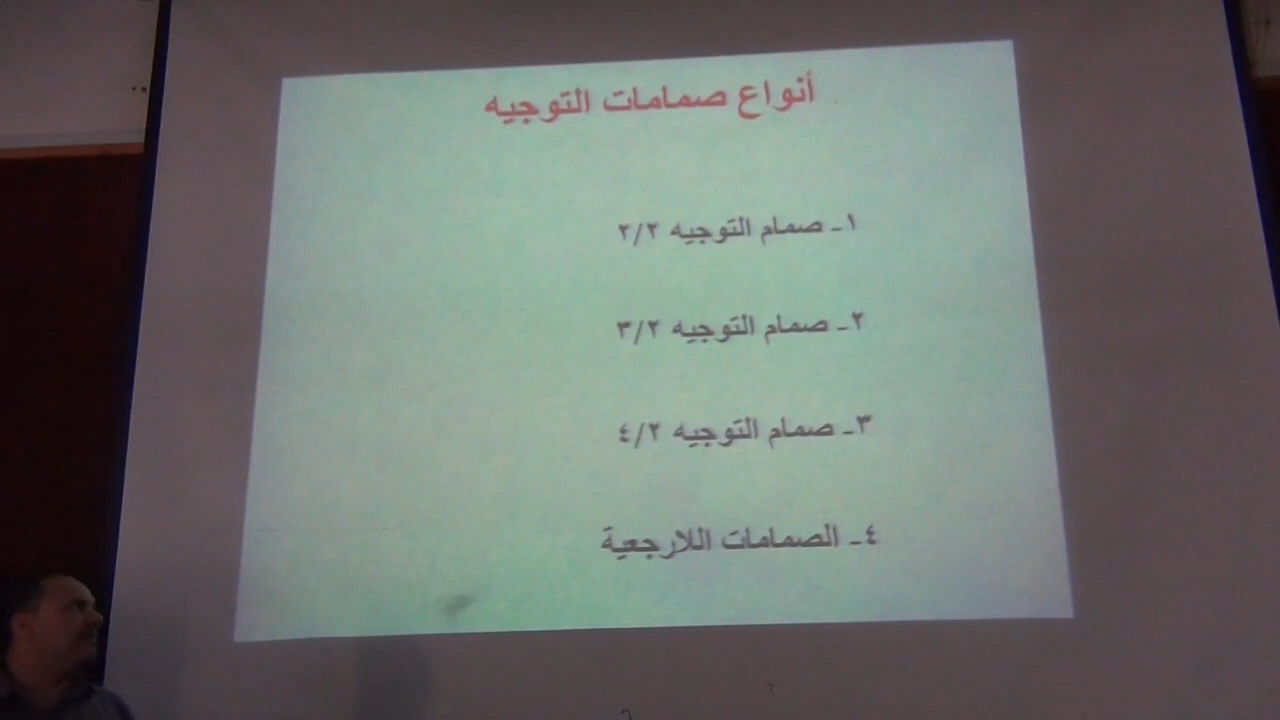 أنواع صمامات التوجيه
١- صمام التوجيه ٢/٢
٢- صمام التوجيه ٣/٢
٣- صمام التوجيه ٤/٢
٤- الصمامات اللارجعية